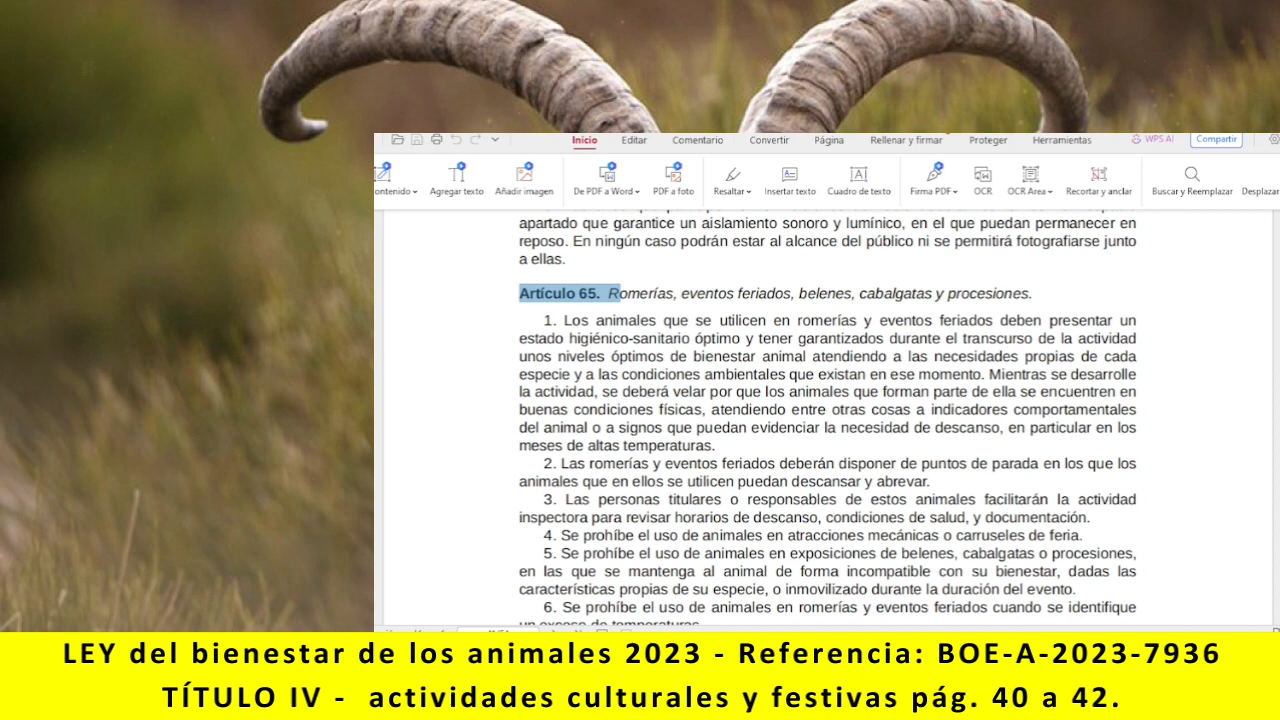 Inicio Editar Comentario Convertir Página Rellenar y firmar Proteger Herramientas WPS AI Compartir
ontenido Agregar texto Añadir imagen De PDF a Word PDF a foto Resaltar Insertar texto Cuadro de texto Firma PDF OCR OCR Area Recortar y anclar Buscar y Reemplazar Desplazar
apartado que garantice un aislamiento sonoro y lumínico, en el que puedan permanecer en
reposo. En ningún caso podrán estar al alcance del público ni se permitirá fotografiarse junto
a ellas.
Artículo 65. Romerías, eventos feriados, belenes, cabalgatas y procesiones.
1. Los animales que se utilicen en romerías y eventos feriados deben presentar un
estado higiénico-sanitario óptimo y tener garantizados durante el transcurso de la actividad
unos niveles óptimos de bienestar animal atendiendo a las necesidades propias de cada
especie y a las condiciones ambientales que existan en ese momento. Mientras se desarrolle
la actividad, se deberá velar por que los animales que forman parte de ella se encuentren en
buenas condiciones físicas, atendiendo entre otras cosas a indicadores comportamentales
del animal o a signos que puedan evidenciar la necesidad de descanso, en particular en los
meses de altas temperaturas.
2. Las romerías y eventos feriados deberán disponer de puntos de parada en los que los
animales que en ellos se utilicen puedan descansar y abrevar.
3. Las personas titulares o responsables de estos animales facilitarán la actividad
inspectora para revisar horarios de descanso, condiciones de salud, y documentación.
4. Se prohíbe el uso de animales en atracciones mecánicas o carruseles de feria.
5. Se prohíbe el uso de animales en exposiciones de belenes, cabalgatas o procesiones,
en las que se mantenga al animal de forma incompatible con su bienestar, dadas las
características propias de su especie, o inmovilizado durante la duración del evento.
6. Se prohíbe el uso de animales en romerías y eventos feriados cuando se identifique
un exceso de temperaturas
LEY del bienestar de los animales 2023 - Referencia: BOE-A-2023-7936
TÍTULO IV - actividades culturales y festivas pág. 40 a 42.